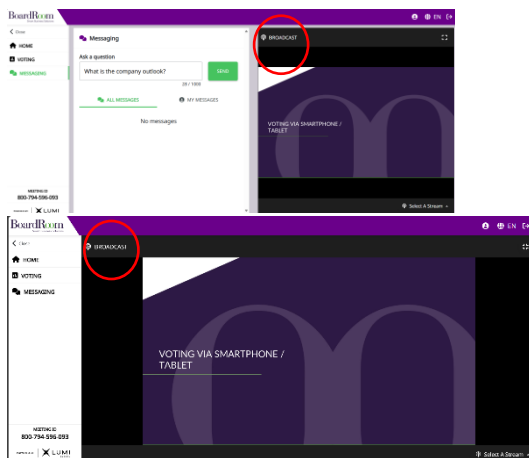 BoardRoom
EN
Close
HOME
VOTING
MESSAGING
MEETING ID
800-794-596-093
LUMI
Messaging
Ask a question
What is the company outlook?
SEND
ALL MESSAGES
MY MESSAGES
No messages
BROADCAST
VOTING VIA SMARTPHONE /
TABLET
Select A Stream
BoardRoom
EN
HOME
VOTING
MESSAGING
MEETING ID
800-794-596-093
LUMI
BROADCAST
VOTING VIA SMARTPHONE /
TABLET
Select A Stream